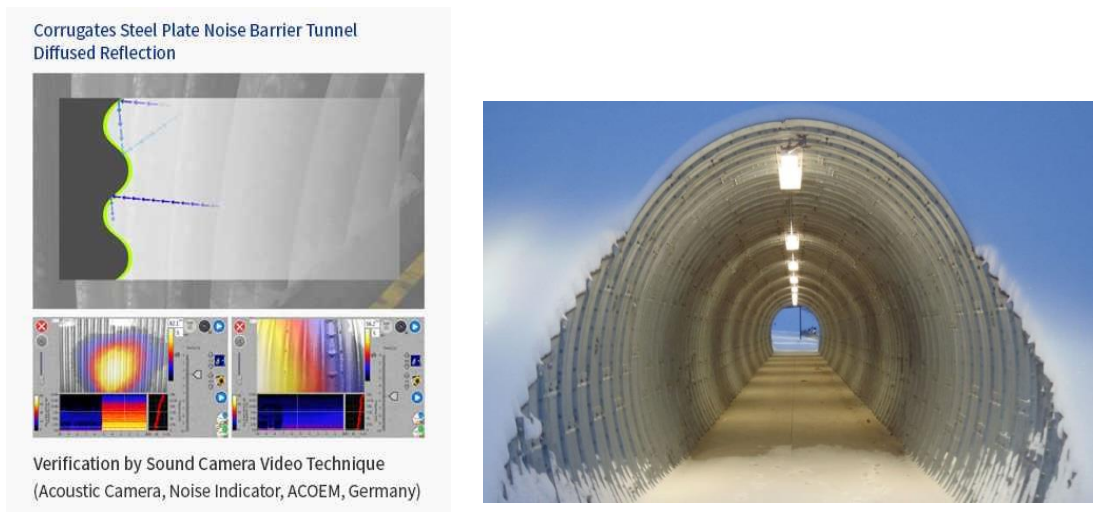 Corrugates Steel Plate Noise Barrier Tunnel
Diffused Reflection
Verification by Sound Camera Video Technique
(Acoustic Camera, Noise Indicator, ACOEM, Germany)